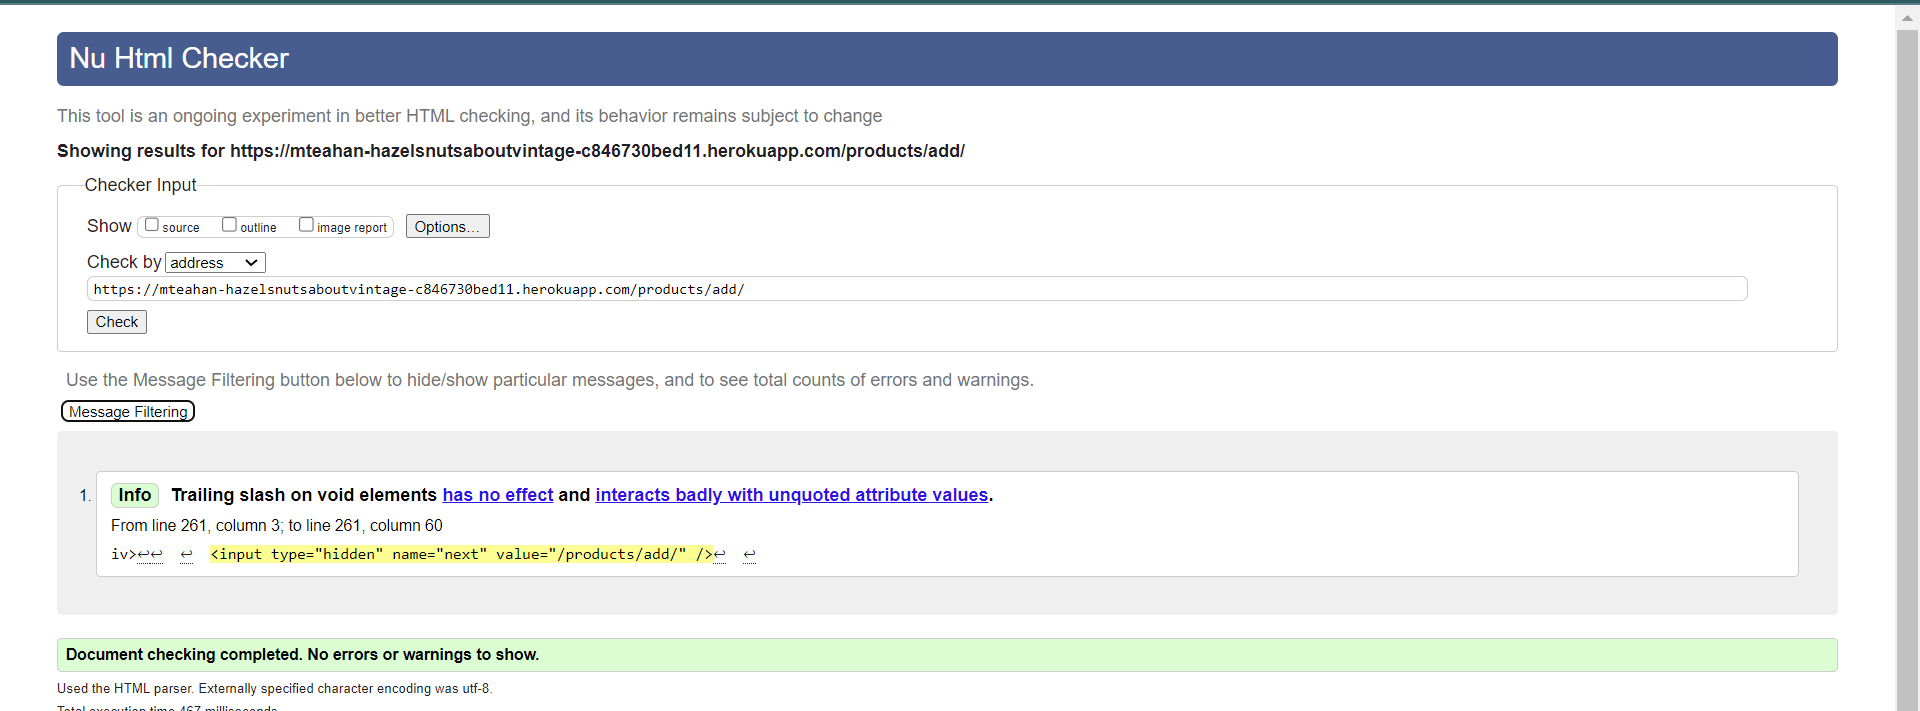 Nu Html Checker
This tool is an ongoing experiment in better HTML checking, and its behavior remains subject to change
Showing results for https://mteahan-hazelsnutsaboutvintage-c846730bed11.herokuapp.com/products/add/
Checker Input
Show source outline image report Options...
Check by address
https://mteahan-hazelsnutsaboutvintage-c846730bed11.herokuapp.com/products/add/
Check
Use the Message Filtering button below to hide/show particular messages, and to see total counts of errors and warnings.
Message Filtering
1. Info Trailing slash on void elements has no effect and interacts badly with unquoted attribute values.
From line 261, column 3; to line 261, column 60
iv>↩↩ ↩ <input type="hidden" name="next" value="/products/add/" />↩ ↩
Document checking completed. No errors or warnings to show.
Used the HTML parser. Externally specified character encoding was utf-8.
Total execution time 467 milliseconds.